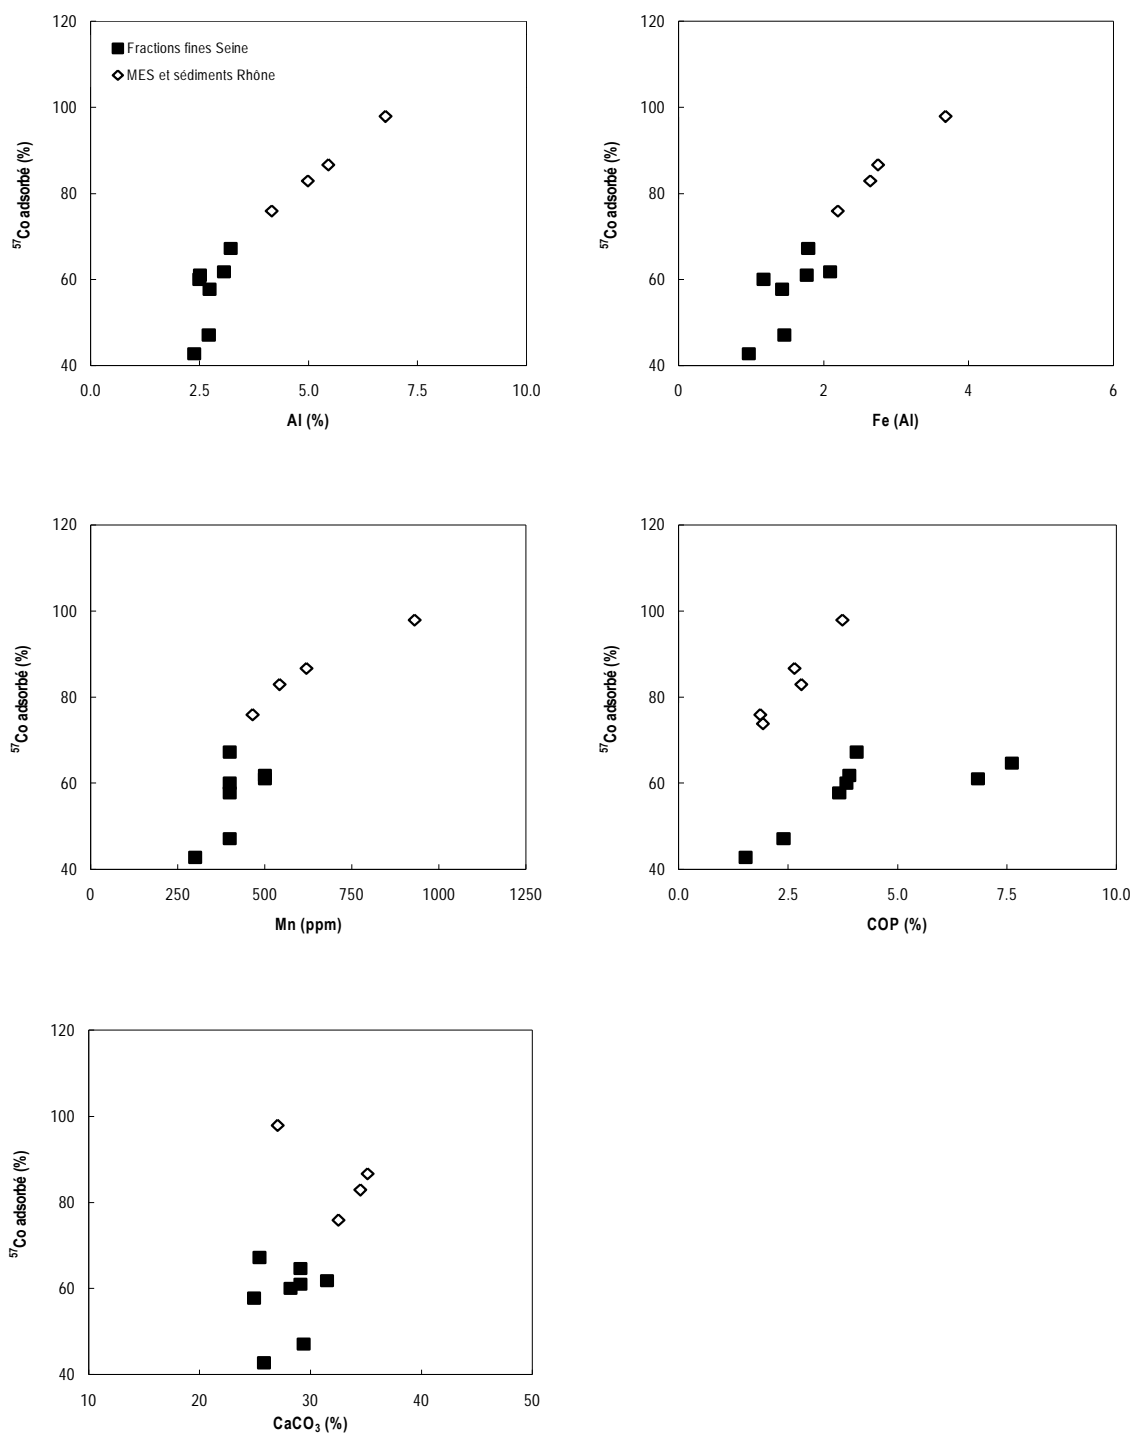 120
100
80
60
40
57Co adsorbé (%)
Fractions fines Seine
MES et sédiments Rhône
0.0 2.5 5.0 7.5 10.0
Al (%)
120
100
80
60
40
57Co adsorbé (%)
0 2 4 6
Fe (Al)
120
100
80
60
40
57Co adsorbé (%)
0 250 500 750 1000 1250
Mn (ppm)
120
100
80
60
40
57Co adsorbé (%)
0.0 2.5 5.0 7.5 10.0
COP (%)
120
100
80
60
40
57Co adsorbé (%)
10 20 30 40 50
CaCO3 (%)